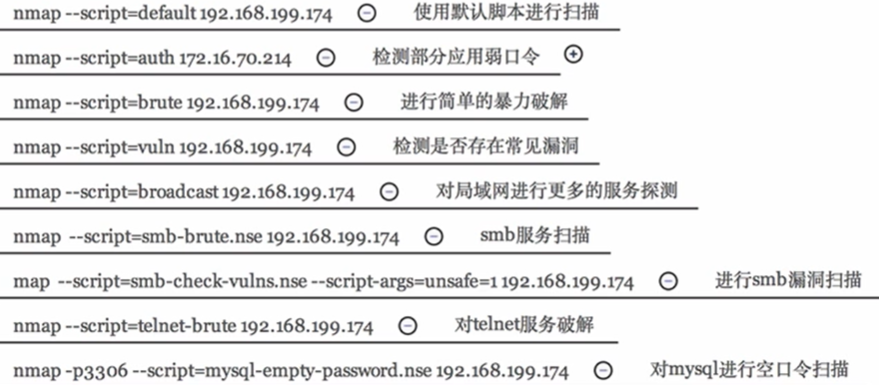 nmap --script=default 192.168.199.174 使用默认脚本进行扫描
nmap --script=auth 172.16.70.214 检测部分应用弱口令
nmap --script=brute 192.168.199.174 进行简单的暴力破解
nmap --script=vuln 192.168.199.174 检测是否存在常见漏洞
nmap --script=broadcast 192.168.199.174 对局域网进行更多的服务探测
nmap --script=smb-brute.nse 192.168.199.174 smb服务扫描
map --script=smb-check-vulns.nse --script-args=unsafe=1 192.168.199.174 进行smb漏洞扫描
nmap --script=telnet-brute 192.168.199.174 对telnet服务破解
nmap -p3306 --script=mysql-empty-password.nse 192.168.199.174 对mysql进行空口令扫描